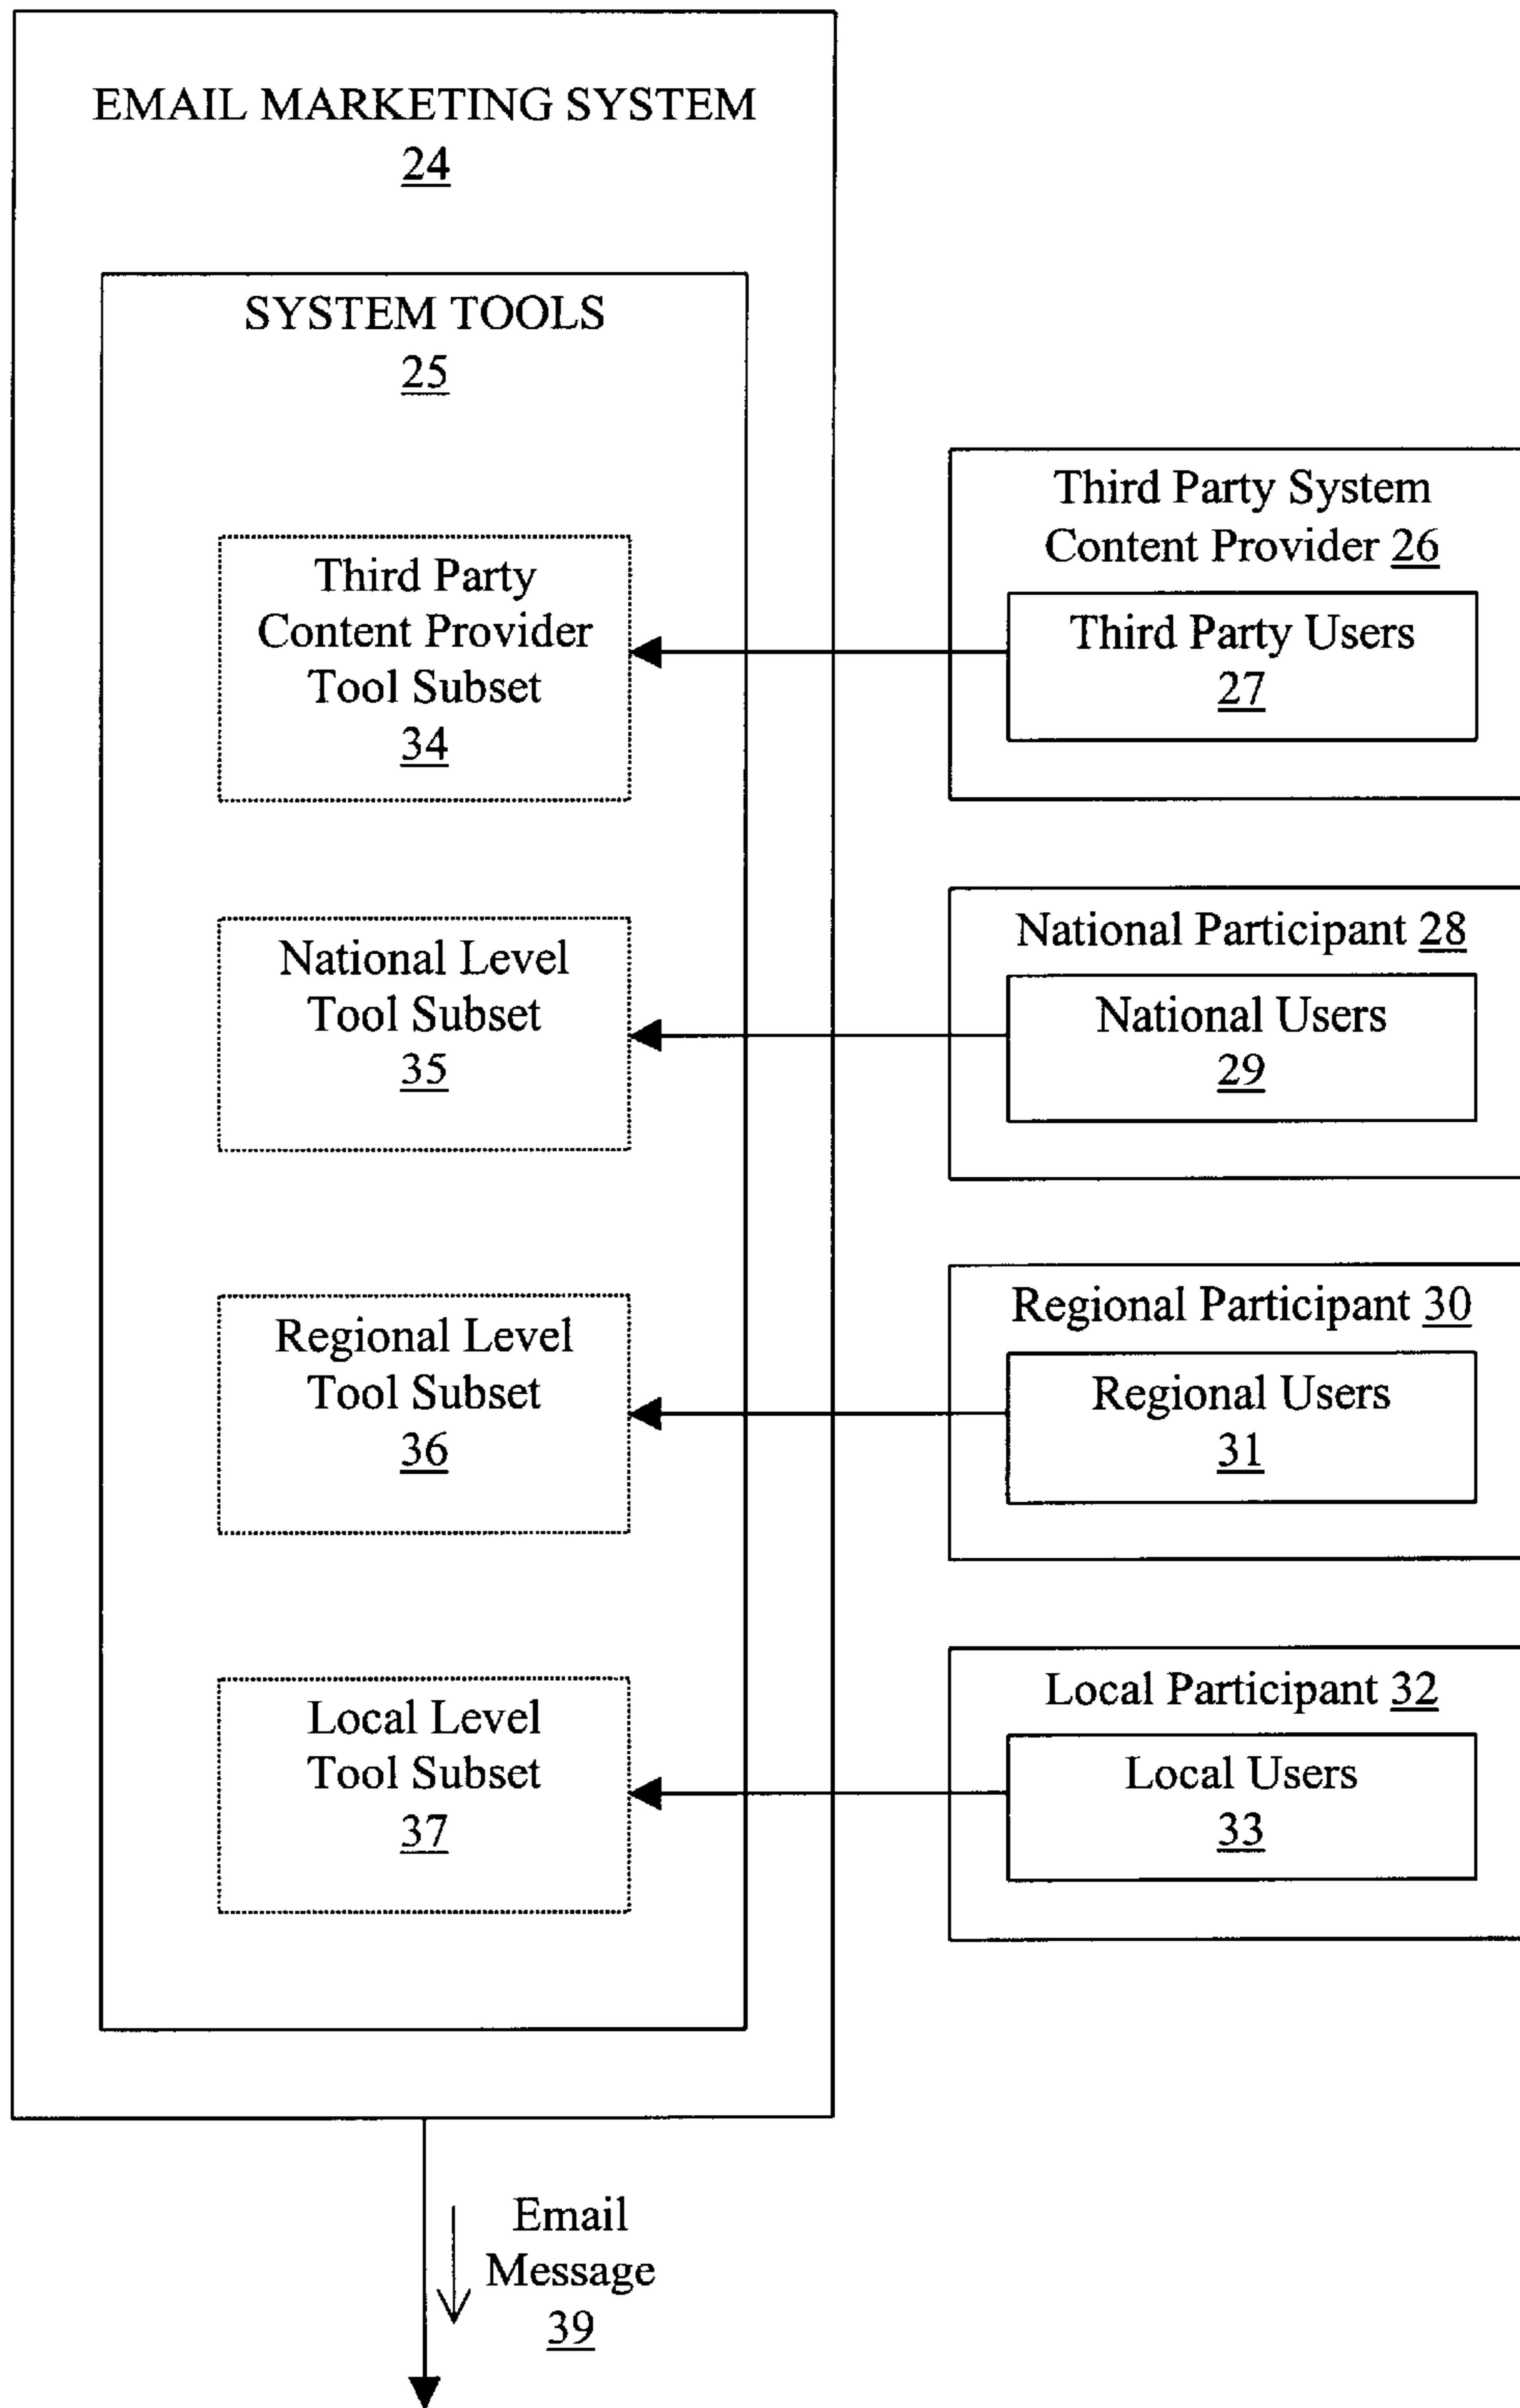 EMAIL MARKETING SYSTEM
24
SYSTEM TOOLS
25
Third Party
Content Provider
Tool Subset
34
Third Party System
Content Provider 26
Third Party Users
27
National Level
Tool Subset
35
National Participant 28
National Users
29
Regional Level
Tool Subset
36
Regional Participant 30
Regional Users
31
Local Level
Tool Subset
37
Local Participant 32
Local Users
33
Email
Message
39